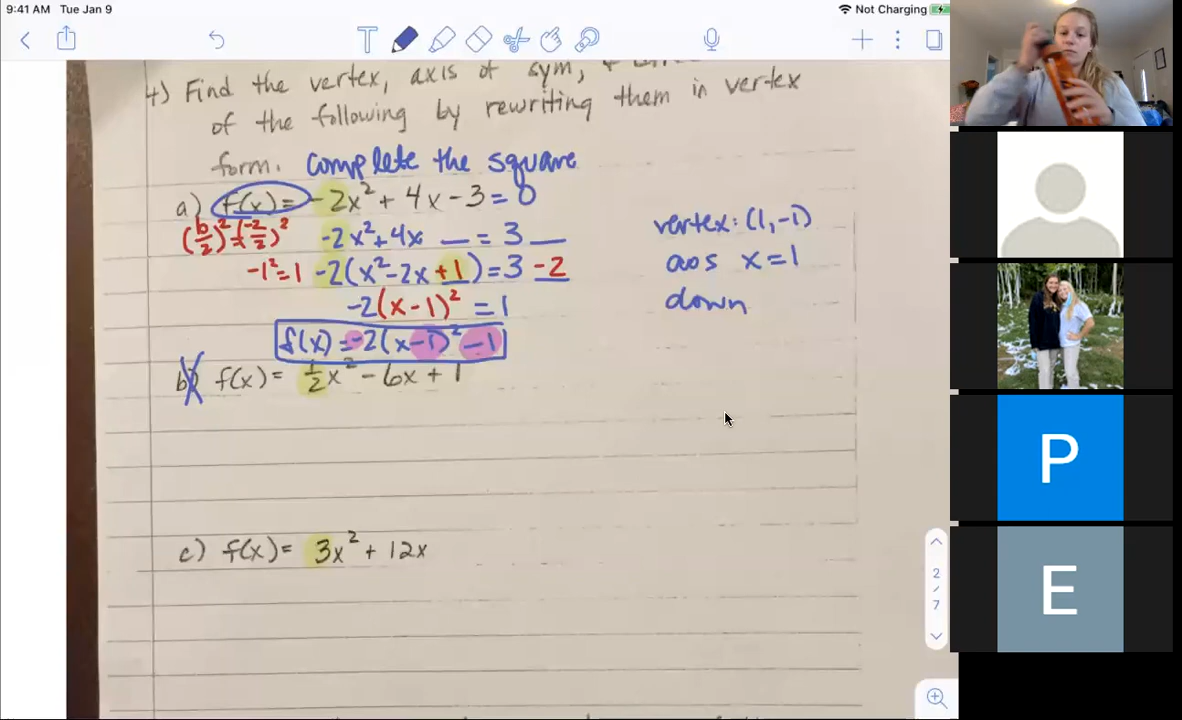 9:41 AM Tue Jan 9
Not Charging
T
4) Find the vertex, axis of sym, +
of the following by rewriting them in vertex
form. Complete the square
a) f(x) = -2x² + 4x - 3 = 0
(b/2)² = (-2/2)² -2x² + 4x __ = 3 __
-1² = 1 -2(x² - 2x + 1) = 3 - 2
-2(x - 1)² = 1
f(x) = -2(x - 1)² - 1
vertex: (1, -1)
aos x = 1
down
b) f(x) = 1/2x² - 6x + 1
c) f(x) = 3x² + 12x
2/7
P
E